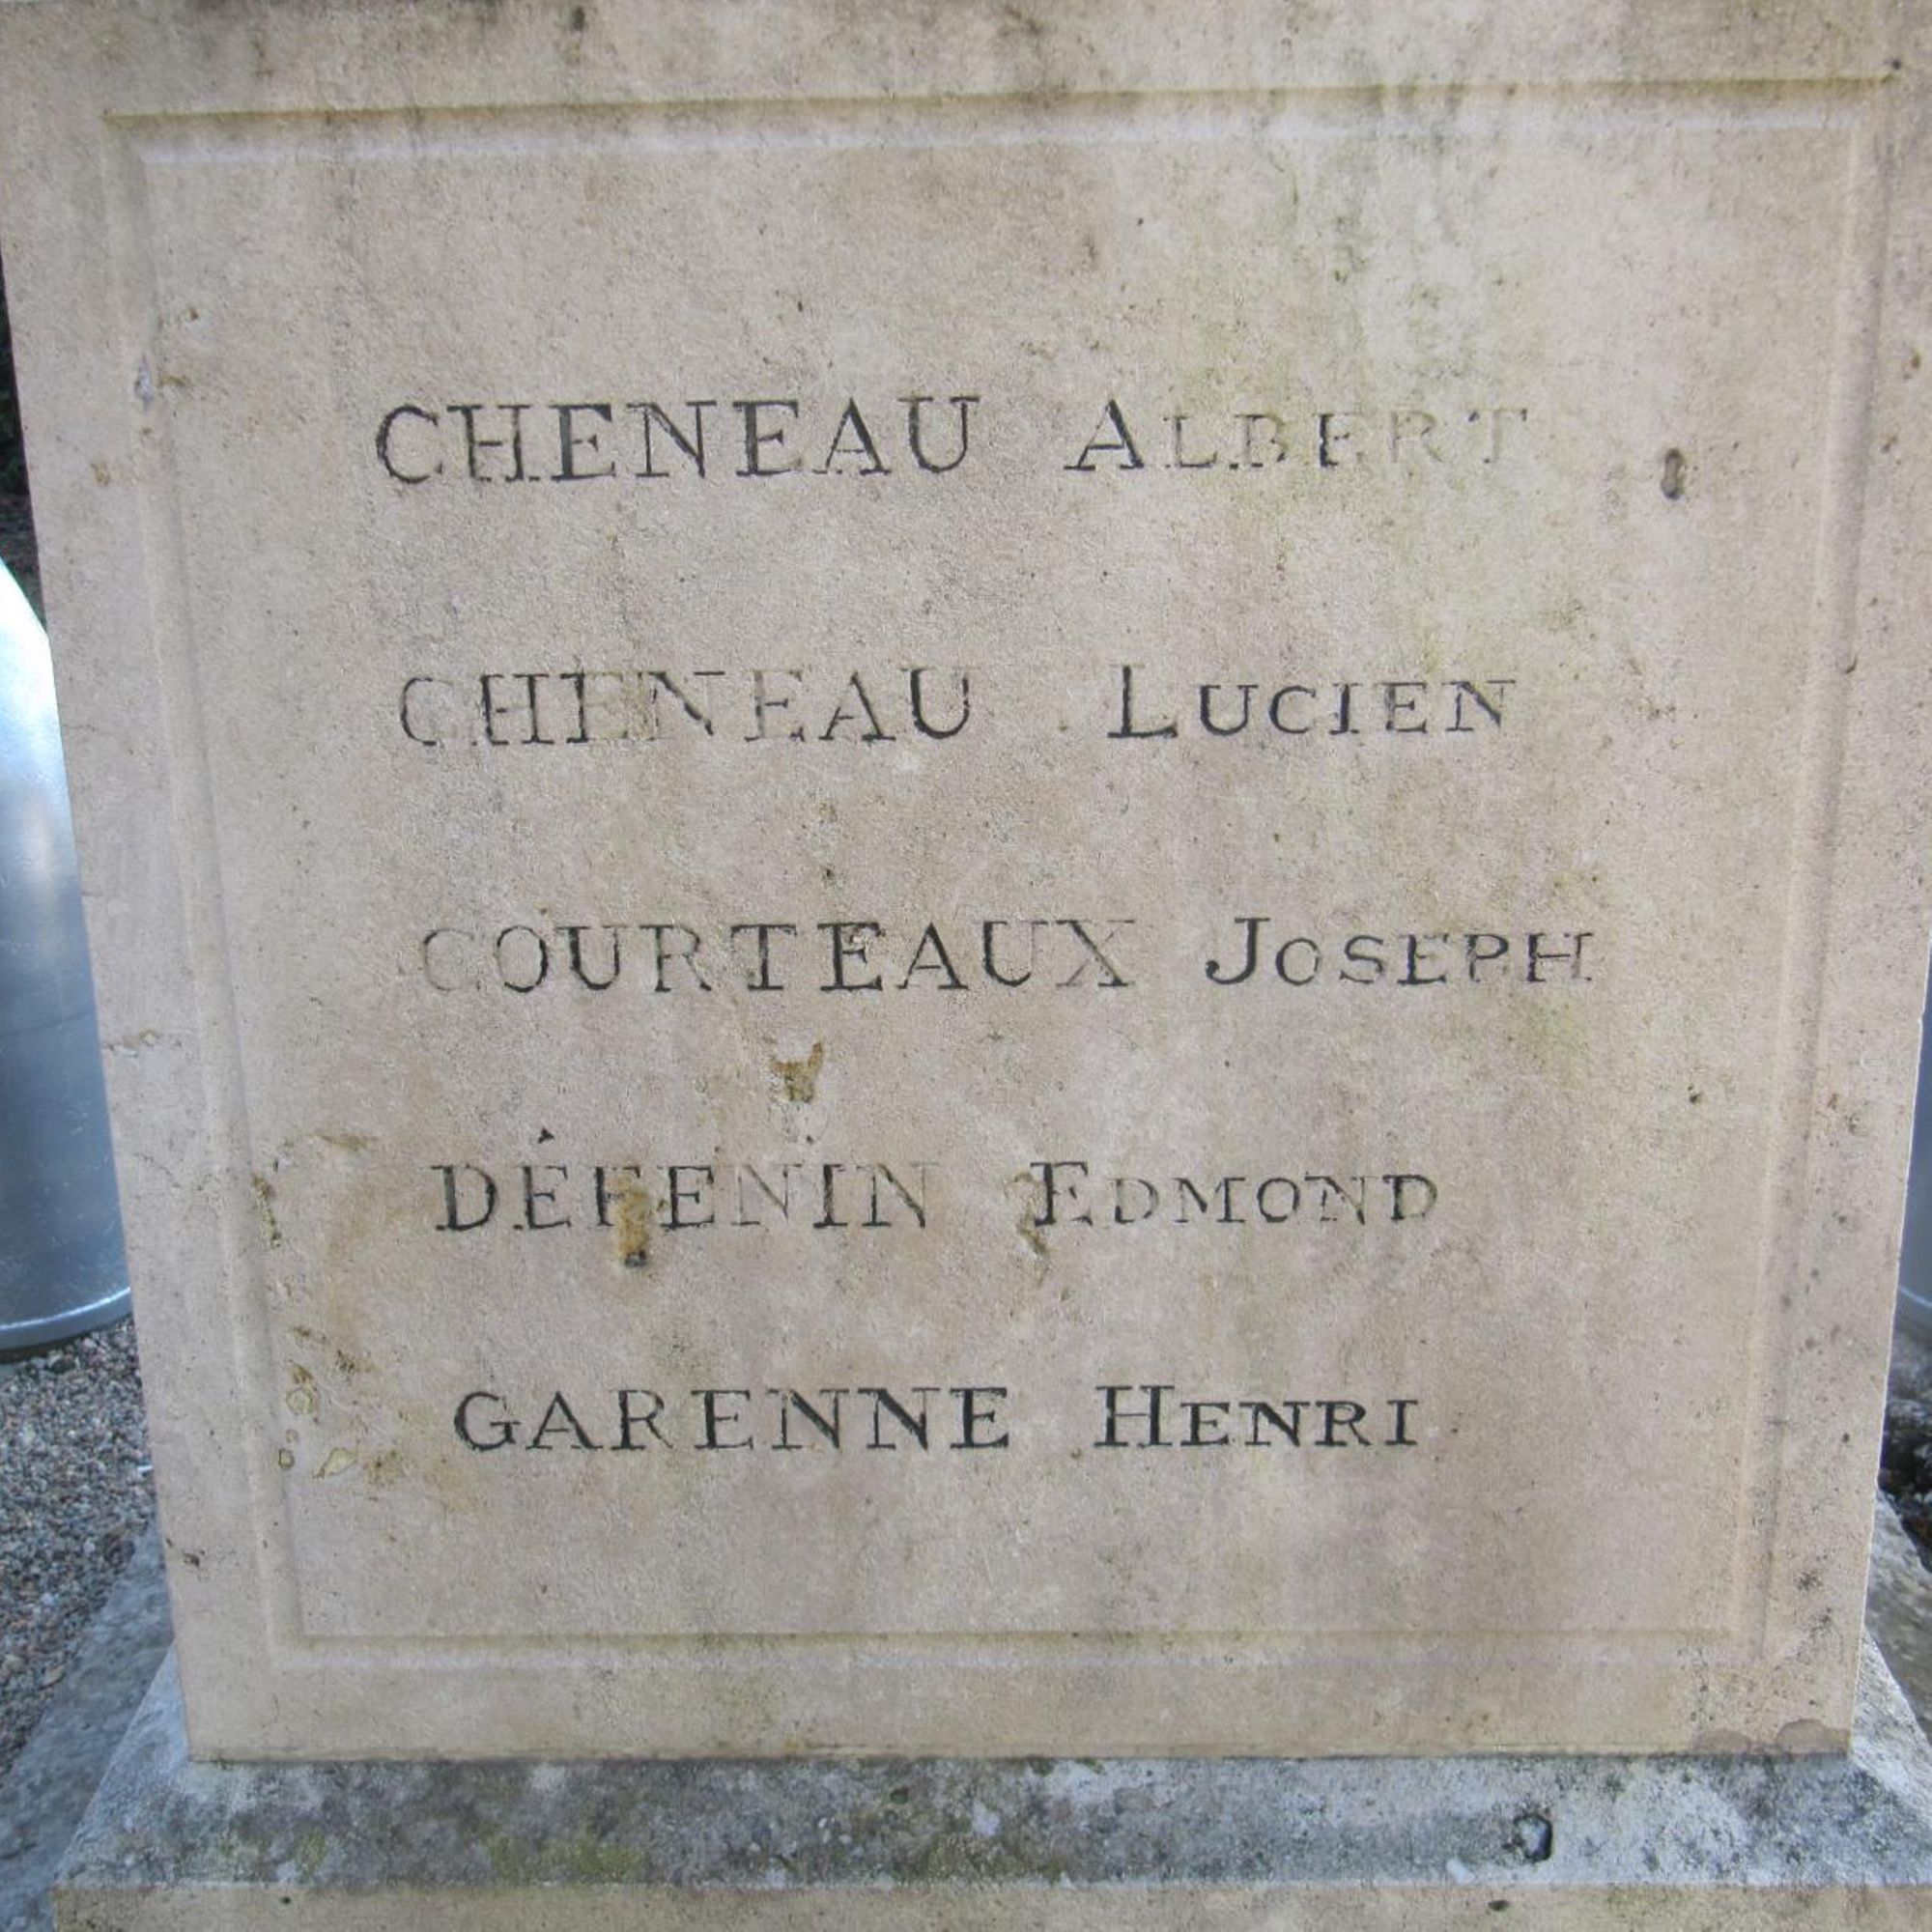 CHENEAU ALBERT
CHENEAU LUCIEN
COURTEAUX JOSEPH
DÉFENIN EDMOND
GARENNE HENRI